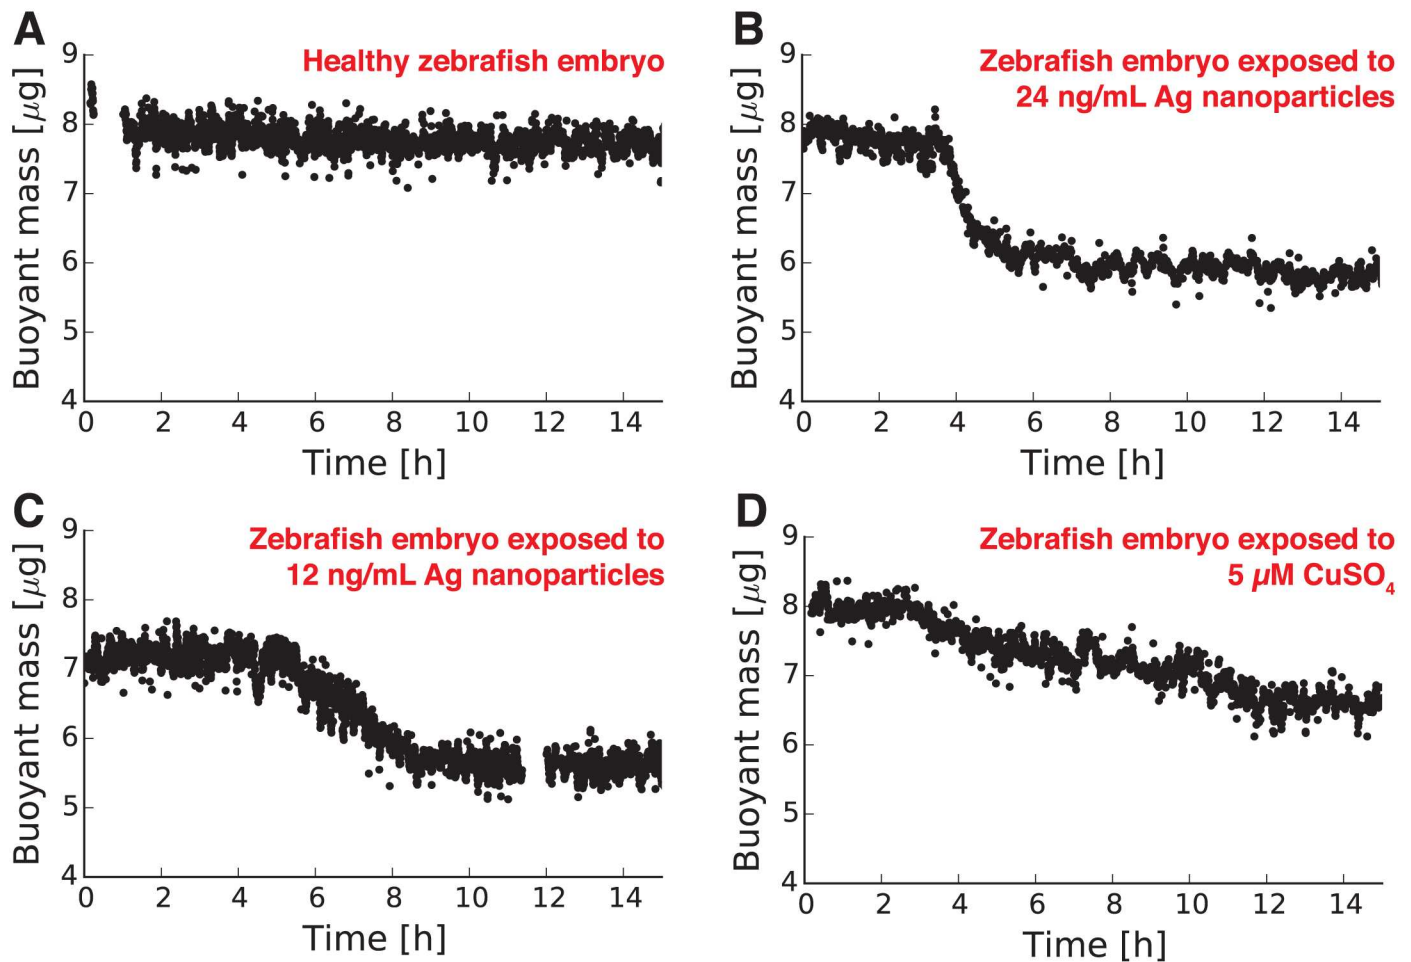 A
Healthy zebrafish embryo
Buoyant mass [μg]
9
8
7
6
5
4
0 2 4 6 8 10 12 14
Time [h]
B
Zebrafish embryo exposed to
24 ng/mL Ag nanoparticles
Buoyant mass [μg]
9
8
7
6
5
4
0 2 4 6 8 10 12 14
Time [h]
C
Zebrafish embryo exposed to
12 ng/mL Ag nanoparticles
Buoyant mass [μg]
9
8
7
6
5
4
0 2 4 6 8 10 12 14
Time [h]
D
Zebrafish embryo exposed to
5 μM CuSO₄
Buoyant mass [μg]
9
8
7
6
5
4
0 2 4 6 8 10 12 14
Time [h]